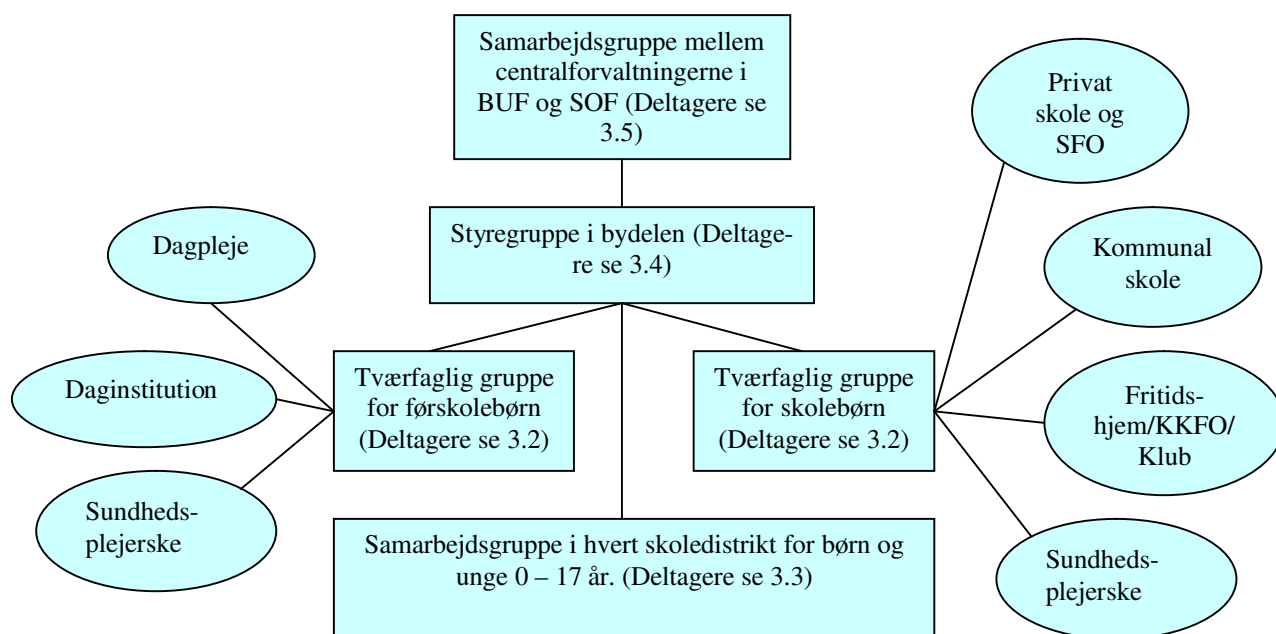 Samarbejdsgruppe mellem
centralforvaltningerne i
BUF og SOF (Deltagere se
3.5)
Privat
skole og
SFO
Styregruppe i bydelen (Deltage-
re se 3.4)
Dagpleje
Kommunal
skole
Daginstitution
Tværfaglig gruppe
for førskolebørn
(Deltagere se 3.2)
Tværfaglig gruppe
for skolebørn
(Deltagere se 3.2)
Fritids-
hjem/KKFO/
Klub
Sundheds-
plejerske
Samarbejdsgruppe i hvert skoledistrikt for børn og
unge 0 – 17 år. (Deltagere se 3.3)
Sundheds-
plejerske